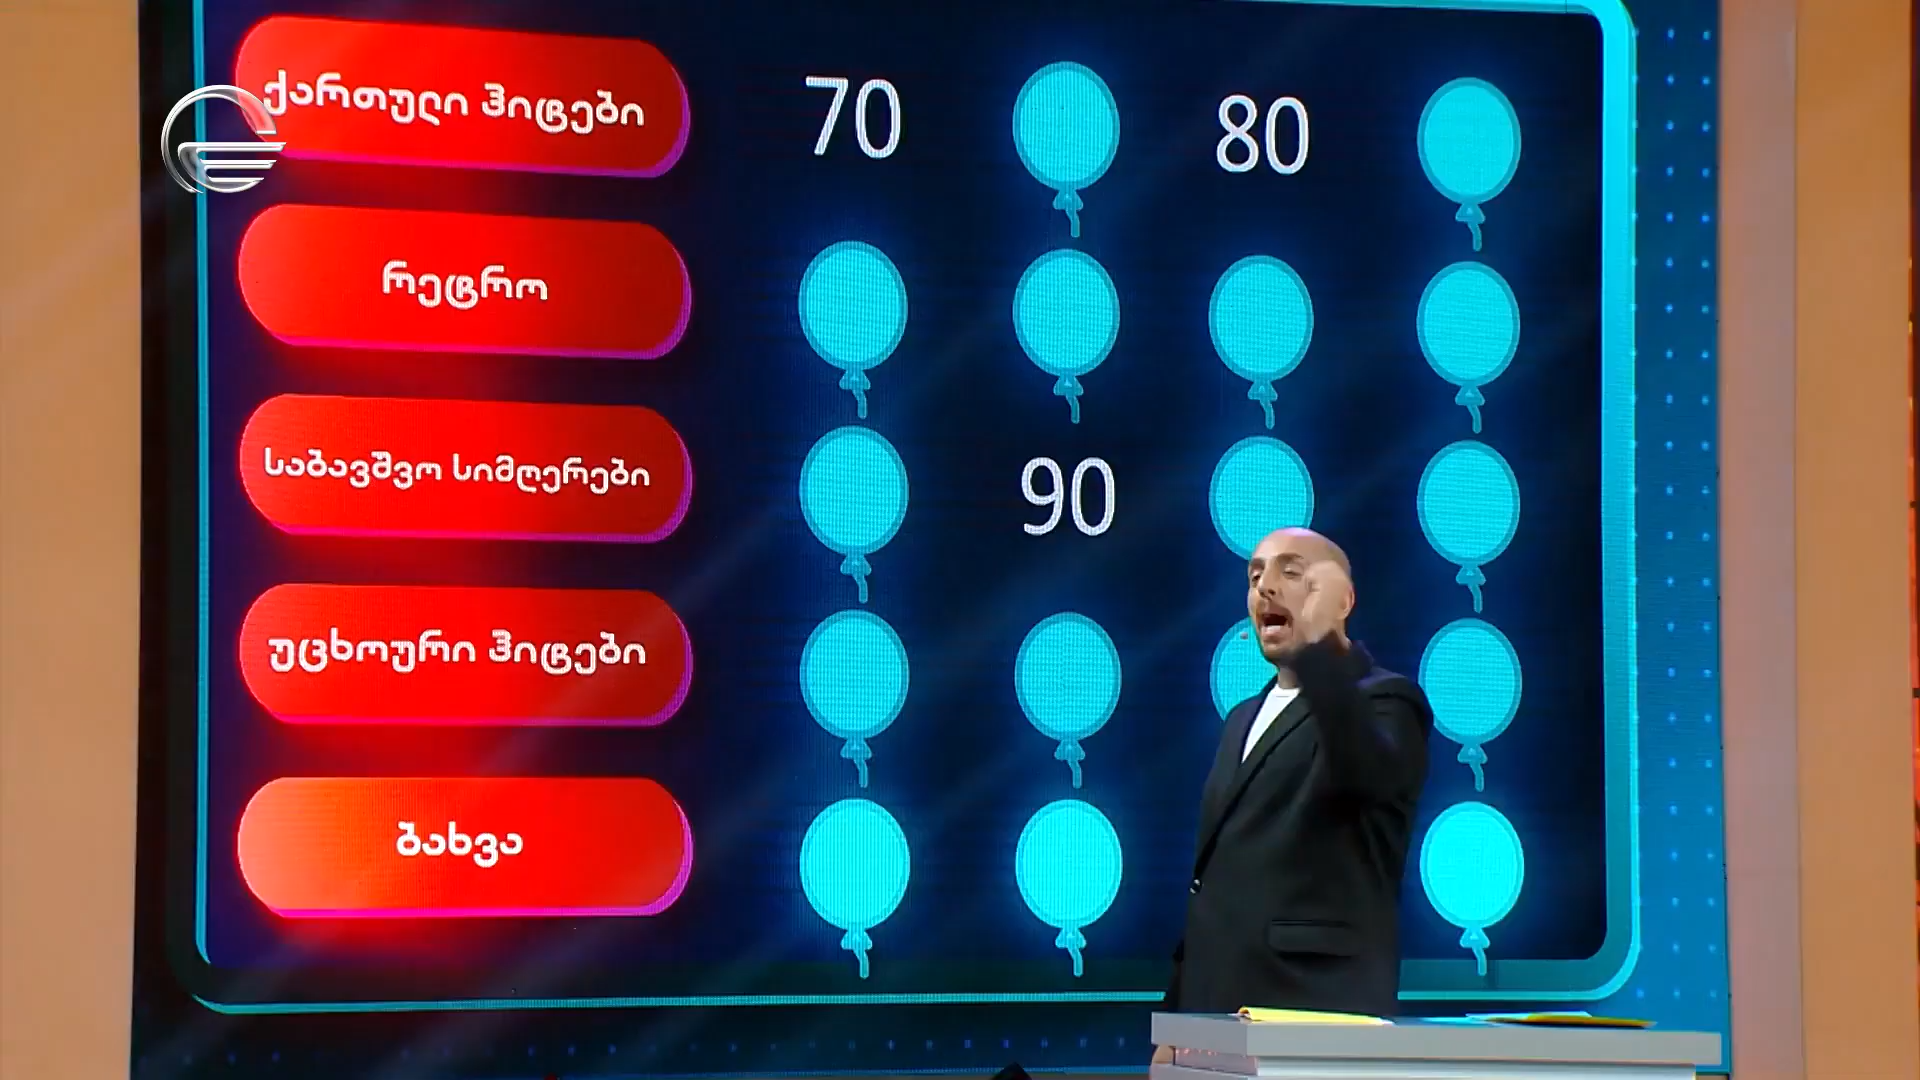 ქართული ჰიტები 70 80
რეტრო
საბავშვო სიმღერები 90
უცხოური ჰიტები
ბახვა